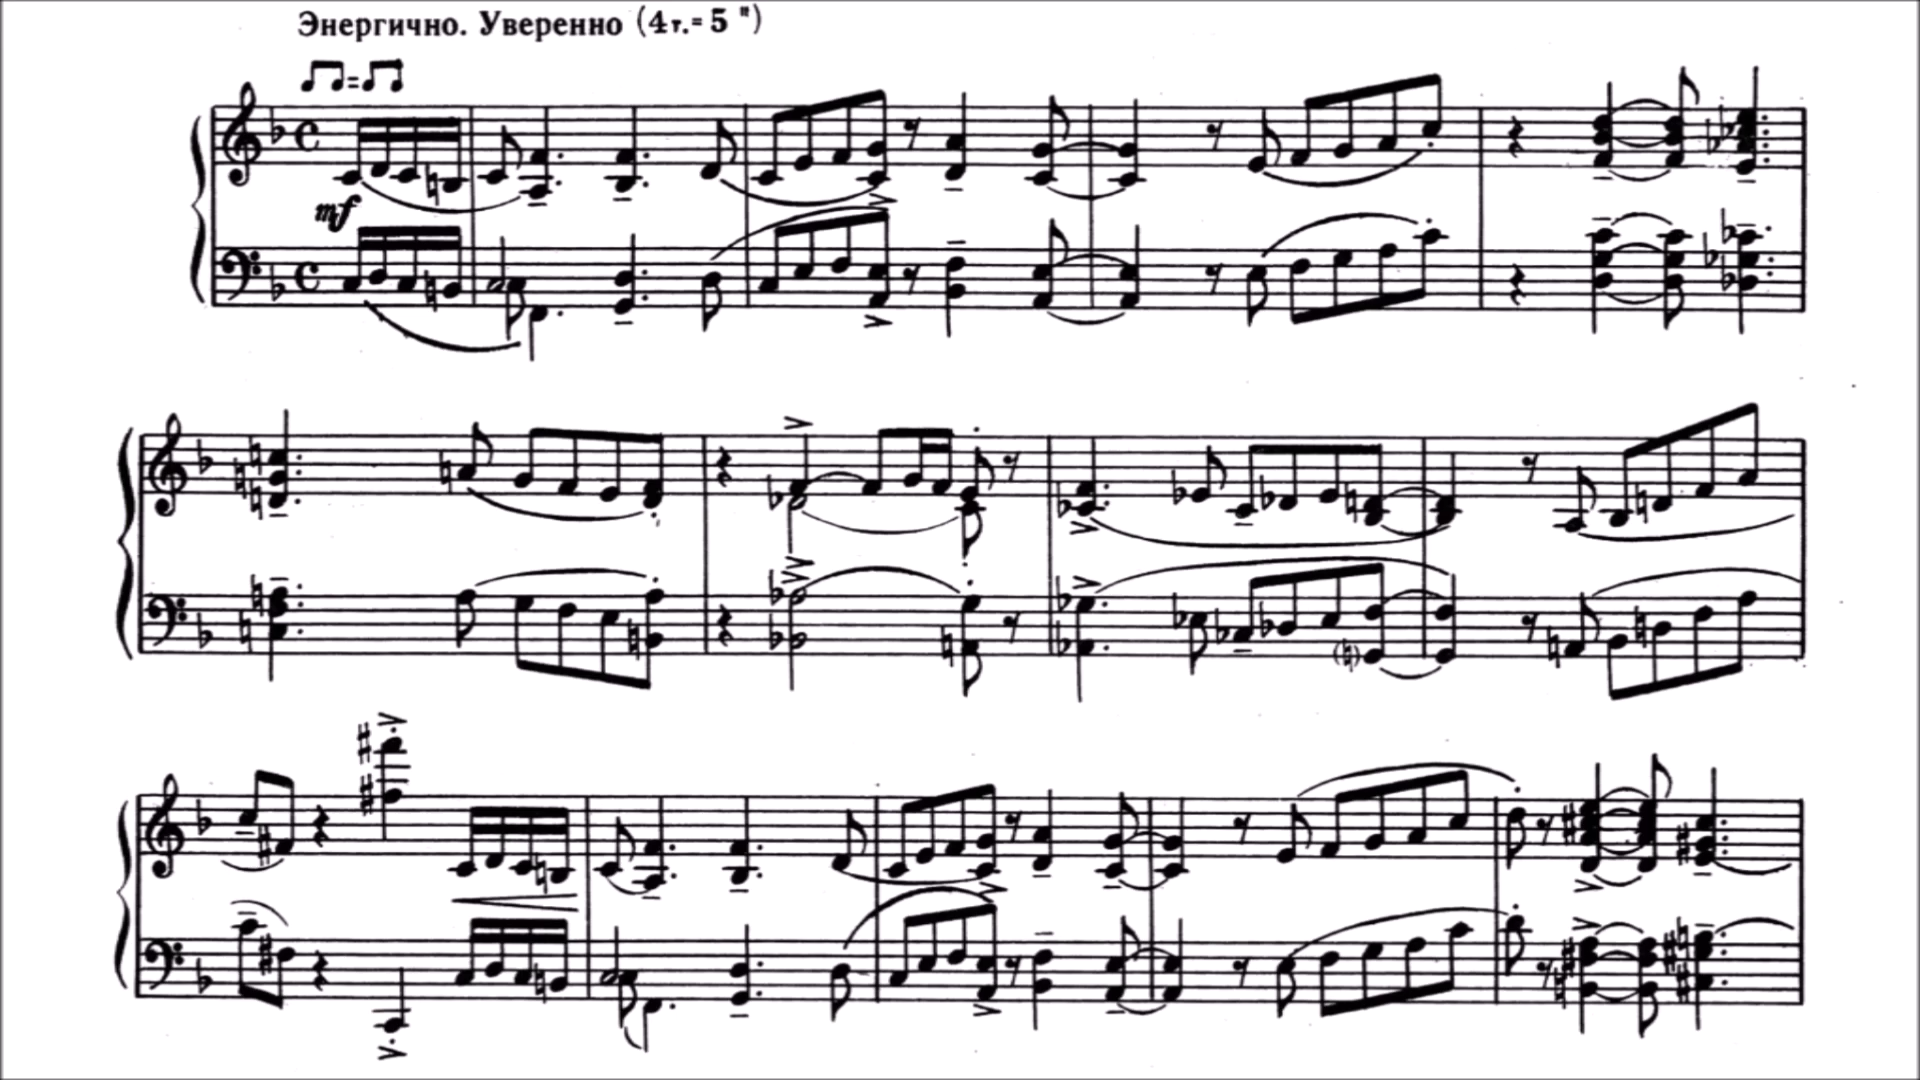 Энергично. Уверенно (4т.= 5 ")
mf